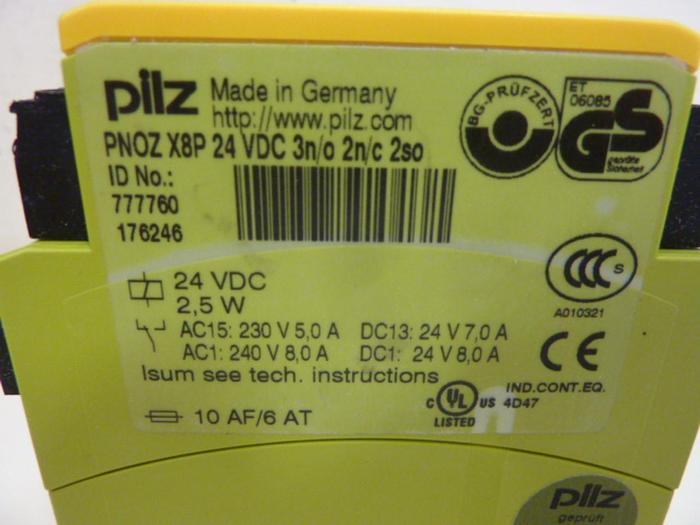 pilz Made in Germany
http://www.pilz.com
PNOZ X8P 24 VDC 3n/o 2n/c 2so
ID No.:
777760
176246
BG-PRÜFZERT
ET
06085
GS
geprüfte
Sicherheit
24 VDC
2,5 W
AC15: 230 V 5,0 A DC13: 24 V 7,0 A
AC1: 240 V 8,0 A DC1: 24 V 8,0 A
Isum see tech. instructions
10 AF/6 AT
CCC S
A010321
CE
IND.CONT.EQ.
C UL US 4D47
LISTED
pilz
geprüft